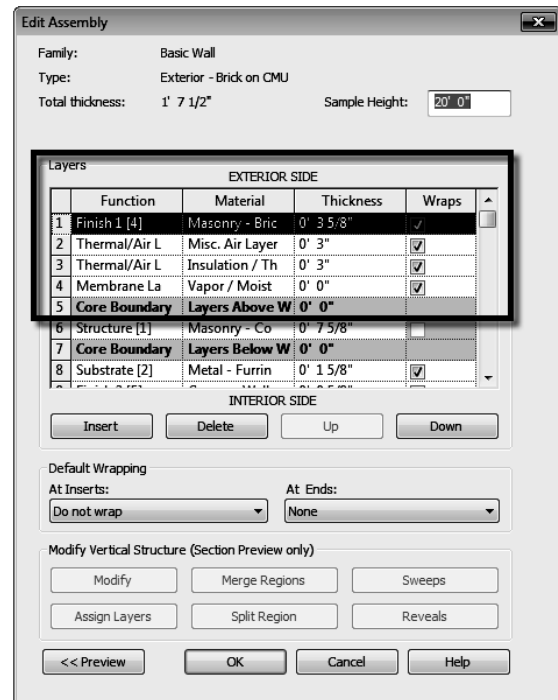 Edit Assembly
Family: Basic Wall
Type: Exterior - Brick on CMU
Total thickness: 1' 7 1/2" Sample Height: 20' 0"
Layers
EXTERIOR SIDE
Function Material Thickness Wraps
1 Finish 1 [4] Masonry - Bric 0' 3 5/8"
2 Thermal/Air L Misc. Air Layer 0' 3"
3 Thermal/Air L Insulation / Th 0' 3"
4 Membrane La Vapor / Moist 0' 0"
5 Core Boundary Layers Above W 0' 0"
6 Structure [1] Masonry - Co 0' 7 5/8"
7 Core Boundary Layers Below W 0' 0"
8 Substrate [2] Metal - Furrin 0' 1 5/8"
INTERIOR SIDE
Insert Delete Up Down
Default Wrapping
At Inserts: At Ends:
Do not wrap None
Modify Vertical Structure (Section Preview only)
Modify Merge Regions Sweeps
Assign Layers Split Region Reveals
<< Preview OK Cancel Help